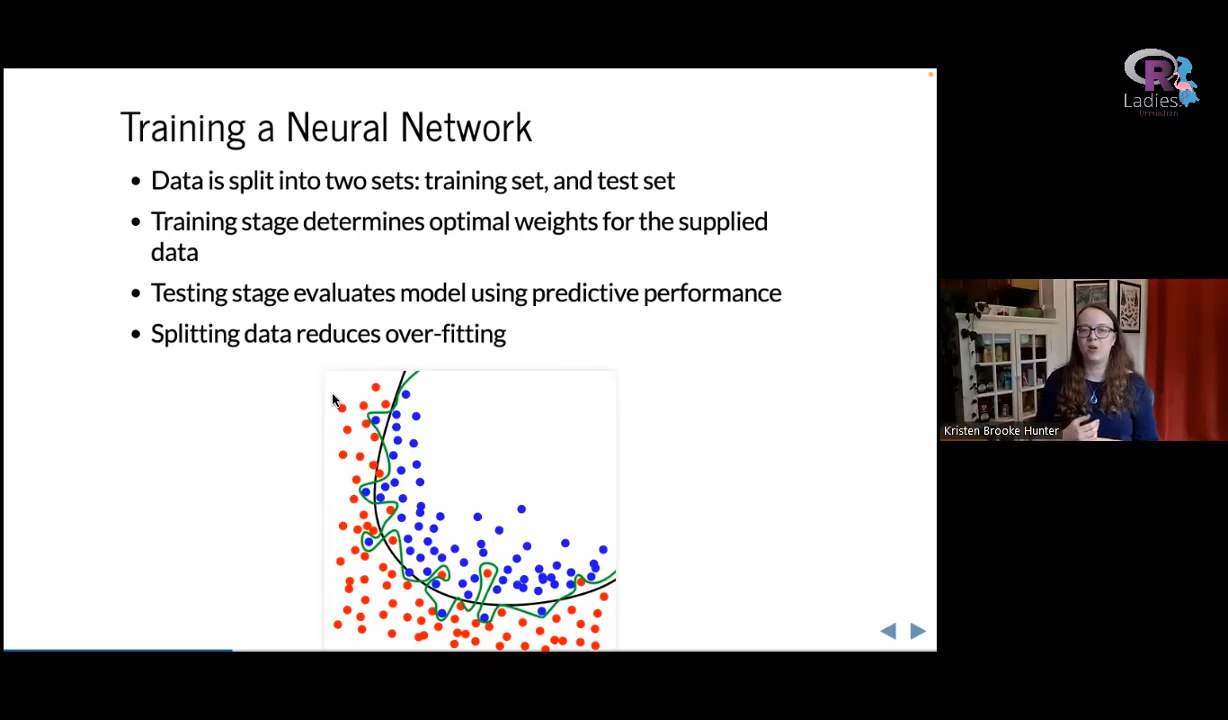 Training a Neural Network
• Data is split into two sets: training set, and test set
• Training stage determines optimal weights for the supplied
data
• Testing stage evaluates model using predictive performance
• Splitting data reduces over-fitting
R
Ladies
Kristen Brooke Hunter